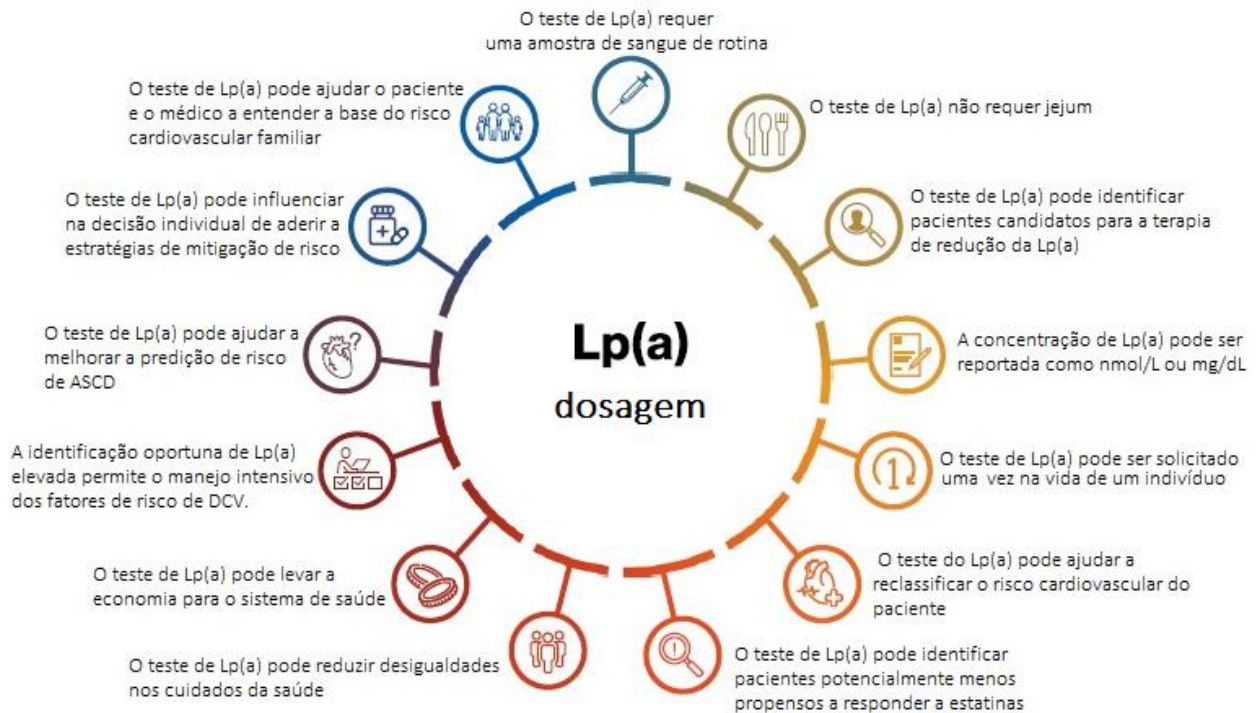 O teste de Lp(a) requer
uma amostra de sangue de rotina
O teste de Lp(a) não requer jejum
O teste de Lp(a) pode identificar
pacientes candidatos para a terapia
de redução da Lp(a)
A concentração de Lp(a) pode ser
reportada como nmol/L ou mg/dL
O teste de Lp(a) pode ser solicitado
uma vez na vida de um indivíduo
O teste do Lp(a) pode ajudar a
reclassificar o risco cardiovascular do
paciente
O teste de Lp(a) pode identificar
pacientes potencialmente menos
propensos a responder a estatinas
O teste de Lp(a) pode reduzir desigualdades
nos cuidados da saúde
O teste de Lp(a) pode levar a
economia para o sistema de saúde
A identificação oportuna de Lp(a)
elevada permite o manejo intensivo
dos fatores de risco de DCV.
O teste de Lp(a) pode ajudar a
melhorar a predição de risco
de ASCD
O teste de Lp(a) pode influenciar
na decisão individual de aderir a
estratégias de mitigação de risco
O teste de Lp(a) pode ajudar o paciente
e o médico a entender a base do risco
cardiovascular familiar
Lp(a)
dosagem
1
?